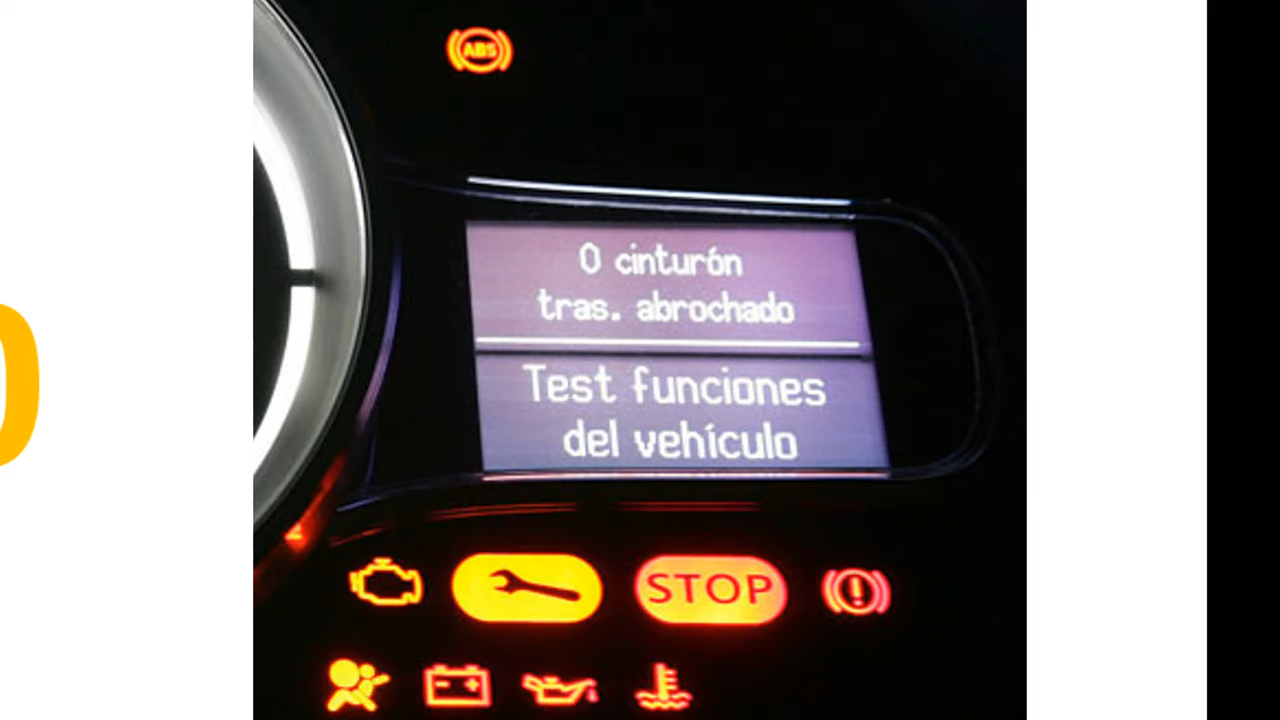 ABS
0 cinturón
tras. abrochado
Test funciones
del vehículo
STOP